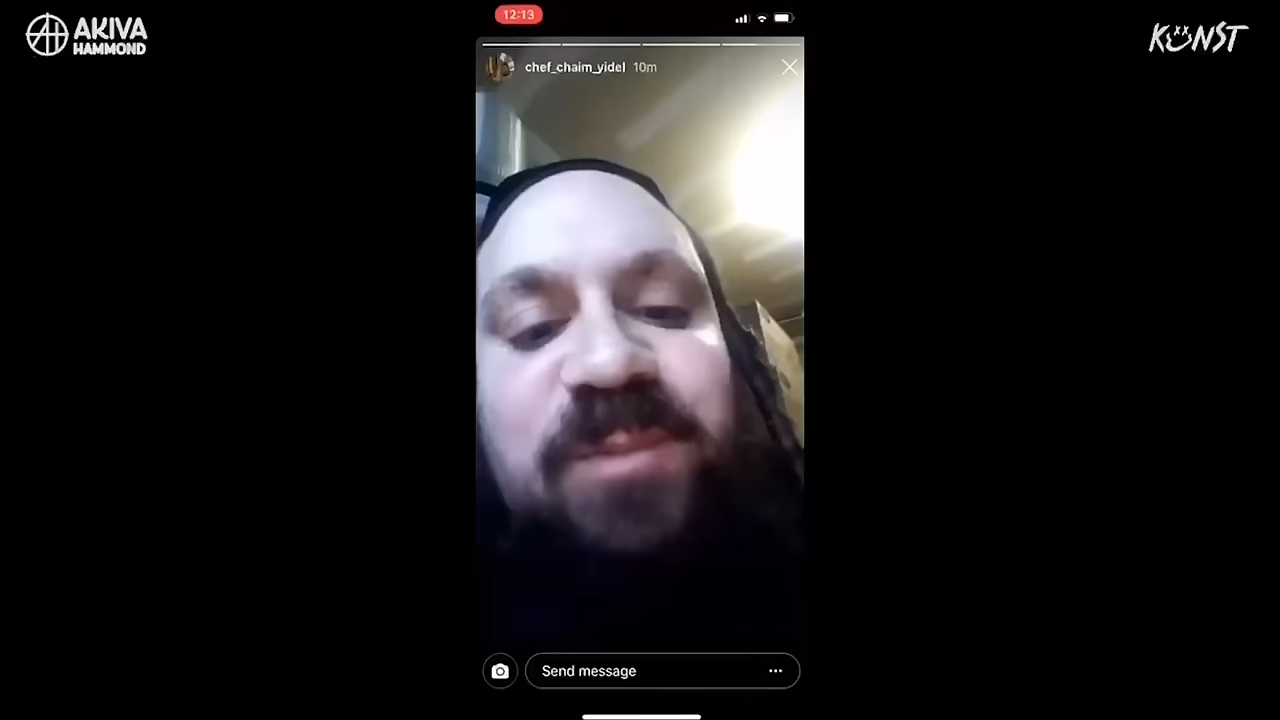 AKIVA
HAMMOND
KUNST
12:13
chef_chaim_yidel 10m
Send message